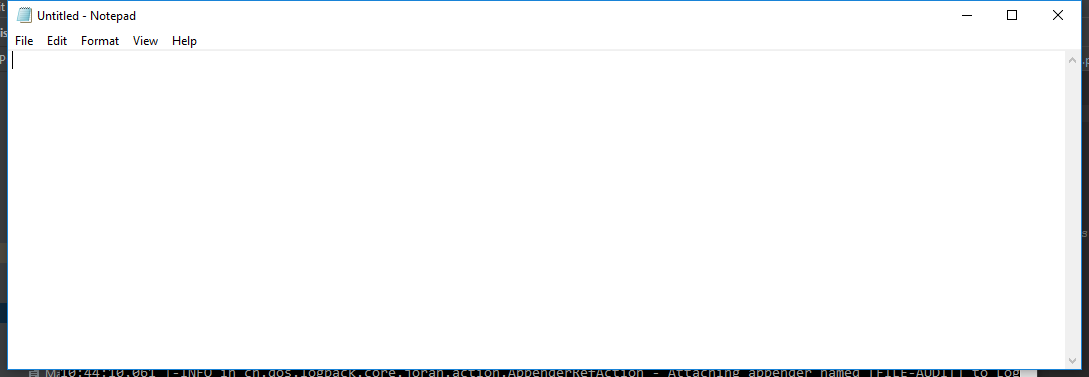 Untitled - Notepad
File Edit Format View Help
10:44:10.061 |-INFO in ch.qos.logback.core.joran.action.AppenderRefAction - Attaching appender named [FILE-AUDIT] to Log